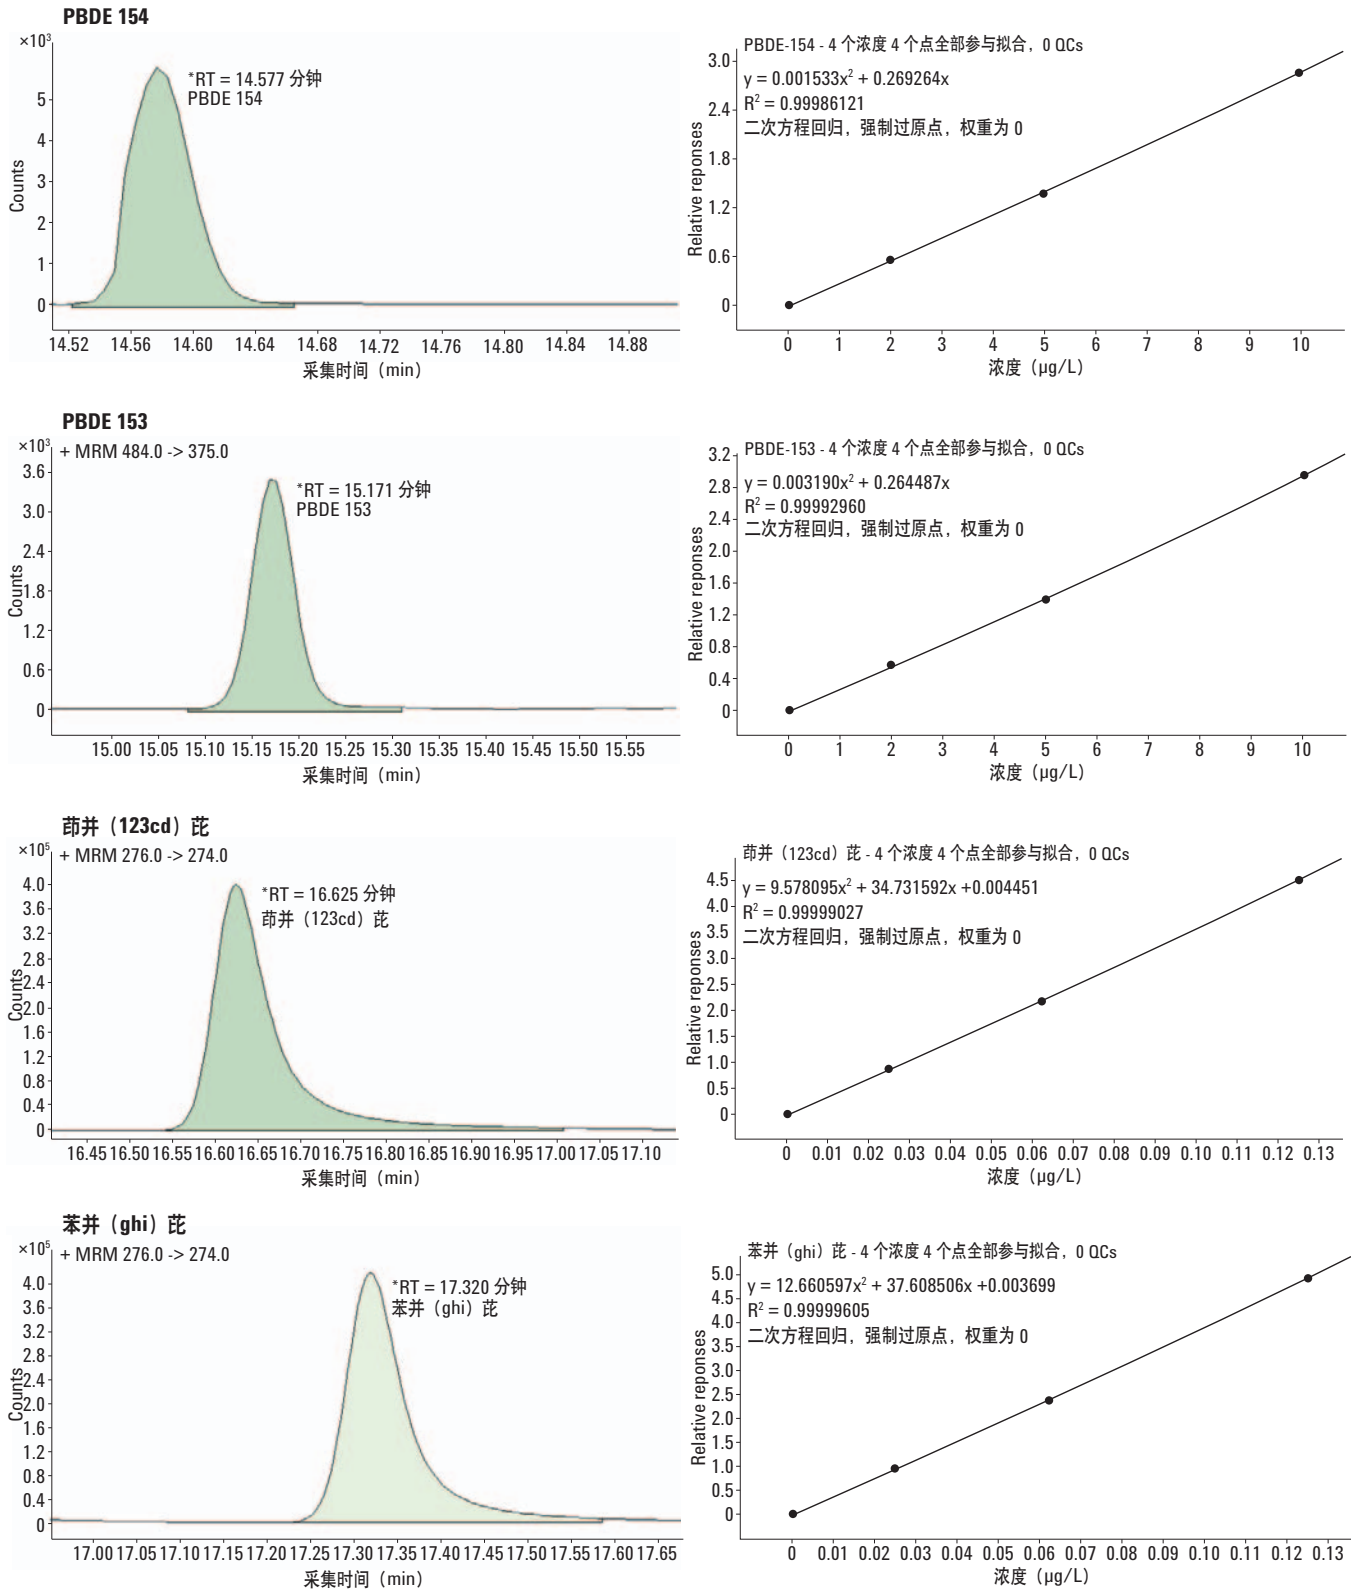 PBDE 154
×10³
5
4
3
2
1
0
Counts
*RT = 14.577 分钟
PBDE 154
14.52 14.56 14.60 14.64 14.68 14.72 14.76 14.80 14.84 14.88
采集时间（min）
PBDE-154 - 4 个浓度 4 个点全部参与拟合，0 QCs
y = 0.001533x² + 0.269264x
R² = 0.99986121
二次方程回归，强制过原点，权重为 0
3.0
2.4
1.8
1.2
0.6
0
Relative reponses
0 1 2 3 4 5 6 7 8 9 10
浓度（µg/L）
PBDE 153
×10³
+ MRM 484.0 -> 375.0
3.6
3.0
2.4
1.8
1.2
0.6
0
Counts
*RT = 15.171 分钟
PBDE 153
15.00 15.05 15.10 15.15 15.20 15.25 15.30 15.35 15.40 15.45 15.50 15.55
采集时间（min）
PBDE-153 - 4 个浓度 4 个点全部参与拟合，0 QCs
y = 0.003190x² + 0.264487x
R² = 0.99992960
二次方程回归，强制过原点，权重为 0
3.2
2.8
2.4
2.0
1.6
1.2
0.8
0.4
0
Relative reponses
0 1 2 3 4 5 6 7 8 9 10
浓度（µg/L）
茚并（123cd）芘
×10⁵
+ MRM 276.0 -> 274.0
4.0
3.6
3.2
2.8
2.4
2.0
1.6
1.2
0.8
0.4
0
Counts
*RT = 16.625 分钟
茚并（123cd）芘
16.45 16.50 16.55 16.60 16.65 16.70 16.75 16.80 16.85 16.90 16.95 17.00 17.05 17.10
采集时间（min）
茚并（123cd）芘 - 4 个浓度 4 个点全部参与拟合，0 QCs
y = 9.578095x² + 34.731592x +0.004451
R² = 0.99999027
二次方程回归，强制过原点，权重为 0
4.5
4.0
3.5
3.0
2.5
2.0
1.5
1.0
0.5
0
Relative reponses
0 0.01 0.02 0.03 0.04 0.05 0.06 0.07 0.08 0.09 0.10 0.11 0.12 0.13
浓度（µg/L）
苯并（ghi）芘
×10⁵
+ MRM 276.0 -> 274.0
4.0
3.6
3.2
2.8
2.4
2.0
1.6
1.2
0.8
0.4
0
Counts
*RT = 17.320 分钟
苯并（ghi）芘
17.00 17.05 17.10 17.15 17.20 17.25 17.30 17.35 17.40 17.45 17.50 17.55 17.60 17.65
采集时间（min）
苯并（ghi）芘 - 4 个浓度 4 个点全部参与拟合，0 QCs
y = 12.660597x² + 37.608506x +0.003699
R² = 0.99999605
二次方程回归，强制过原点，权重为 0
5.0
4.5
4.0
3.5
3.0
2.5
2.0
1.5
1.0
0.5
0
Relative reponses
0 0.01 0.02 0.03 0.04 0.05 0.06 0.07 0.08 0.09 0.10 0.11 0.12 0.13
浓度（µg/L）